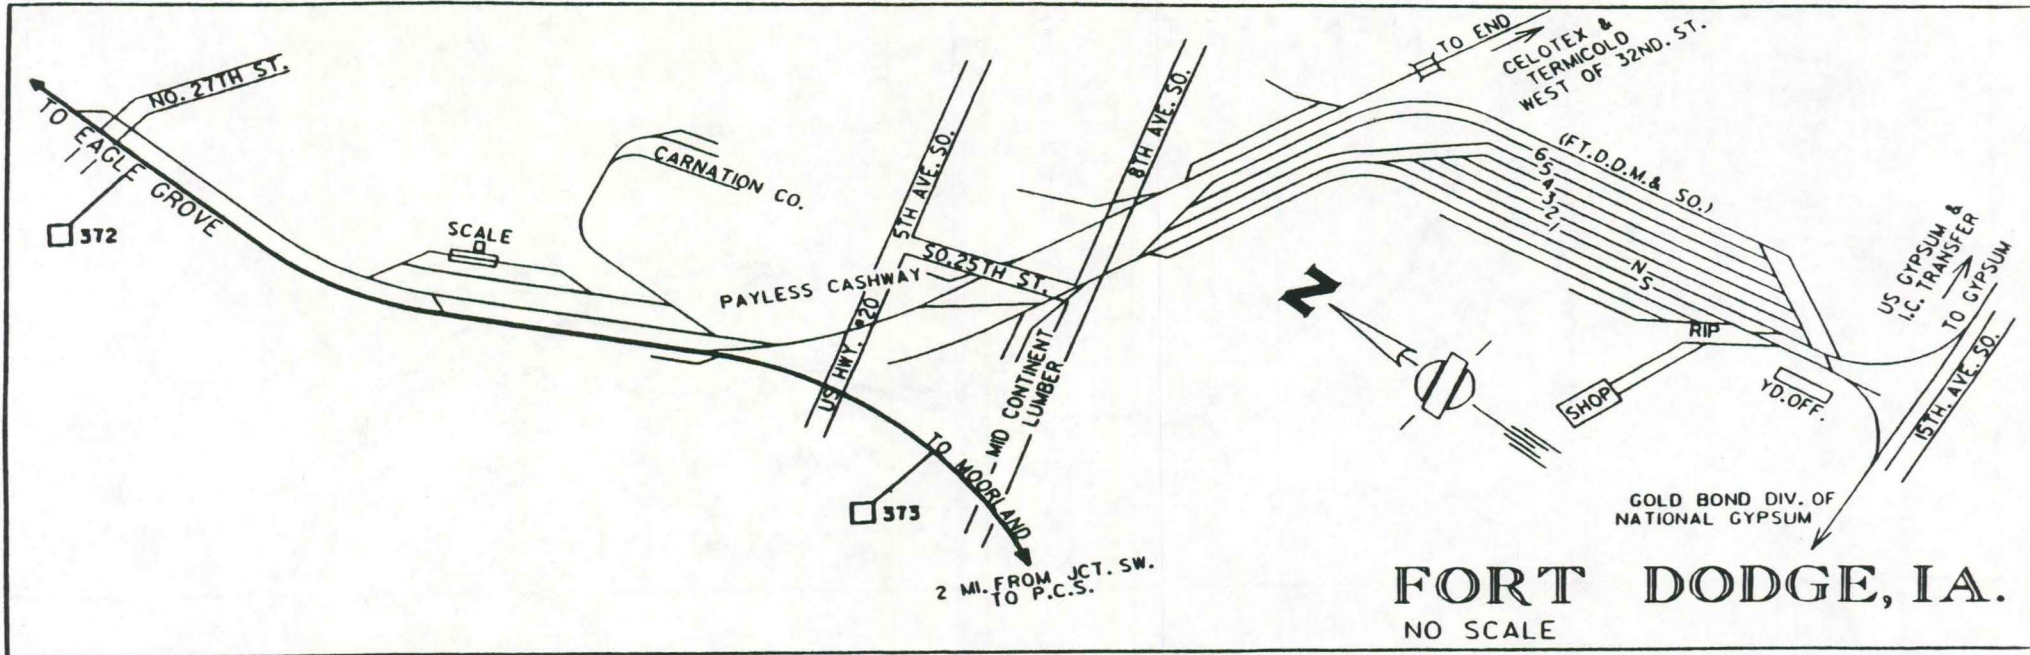 TO EAGLE GROVE
NO. 27TH ST.
372
SCALE
CARNATION CO.
PAYLESS CASHWAY
US HWY. #20
5TH AVE. SO.
SO. 25TH ST.
8TH AVE. SO.
MID CONTINENT
LUMBER
373
TO MOORLAND
2 MI. FROM JCT. SW.
TO P.C.S.
TO END
CELOTEX &
TERMICOLD
WEST OF 32ND. ST.
(FT. D.D.M. & SO.)
6
5
4
3
2
1
N
S
N
RIP
SHOP
YD. OFF.
US GYPSUM &
I.C. TRANSFER
TO GYPSUM
15TH. AVE. SO.
GOLD BOND DIV. OF
NATIONAL GYPSUM
FORT DODGE, IA.
NO SCALE